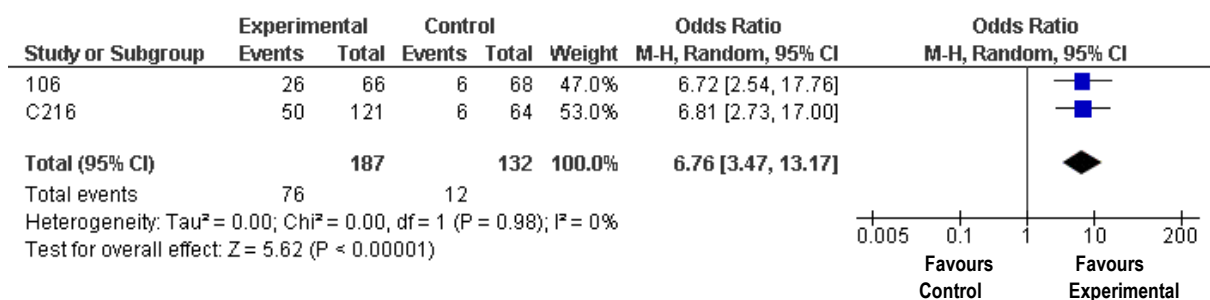 Experimental Control Odds Ratio Odds Ratio
Study or Subgroup Events Total Events Total Weight M-H, Random, 95% CI M-H, Random, 95% CI
106 26 66 6 68 47.0% 6.72 [2.54, 17.76]
C216 50 121 6 64 53.0% 6.81 [2.73, 17.00]
Total (95% CI) 187 132 100.0% 6.76 [3.47, 13.17]
Total events 76 12
Heterogeneity: Tau² = 0.00; Chi² = 0.00, df = 1 (P = 0.98); I² = 0%
Test for overall effect: Z = 5.62 (P < 0.00001)
0.005 0.1 1 10 200
Favours Favours
Control Experimental